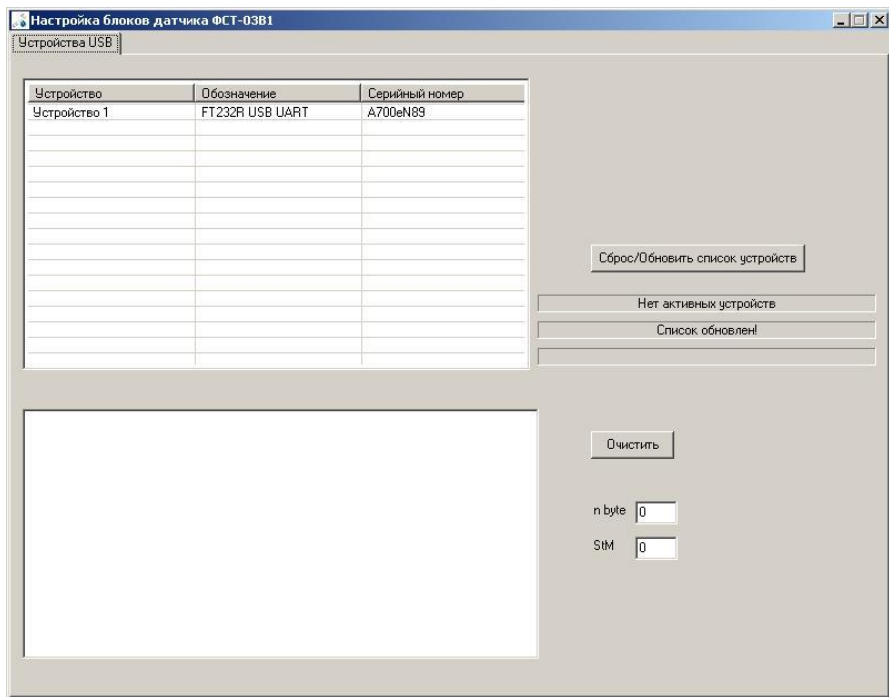 Настройка блоков датчика ФСТ-03В1
Устройства USB
Устройство Обозначение Серийный номер
Устройство 1 FT232R USB UART A700eN89
Сброс/Обновить список устройств
Нет активных устройств
Список обновлен!
Очистить
n byte 0
StM 0